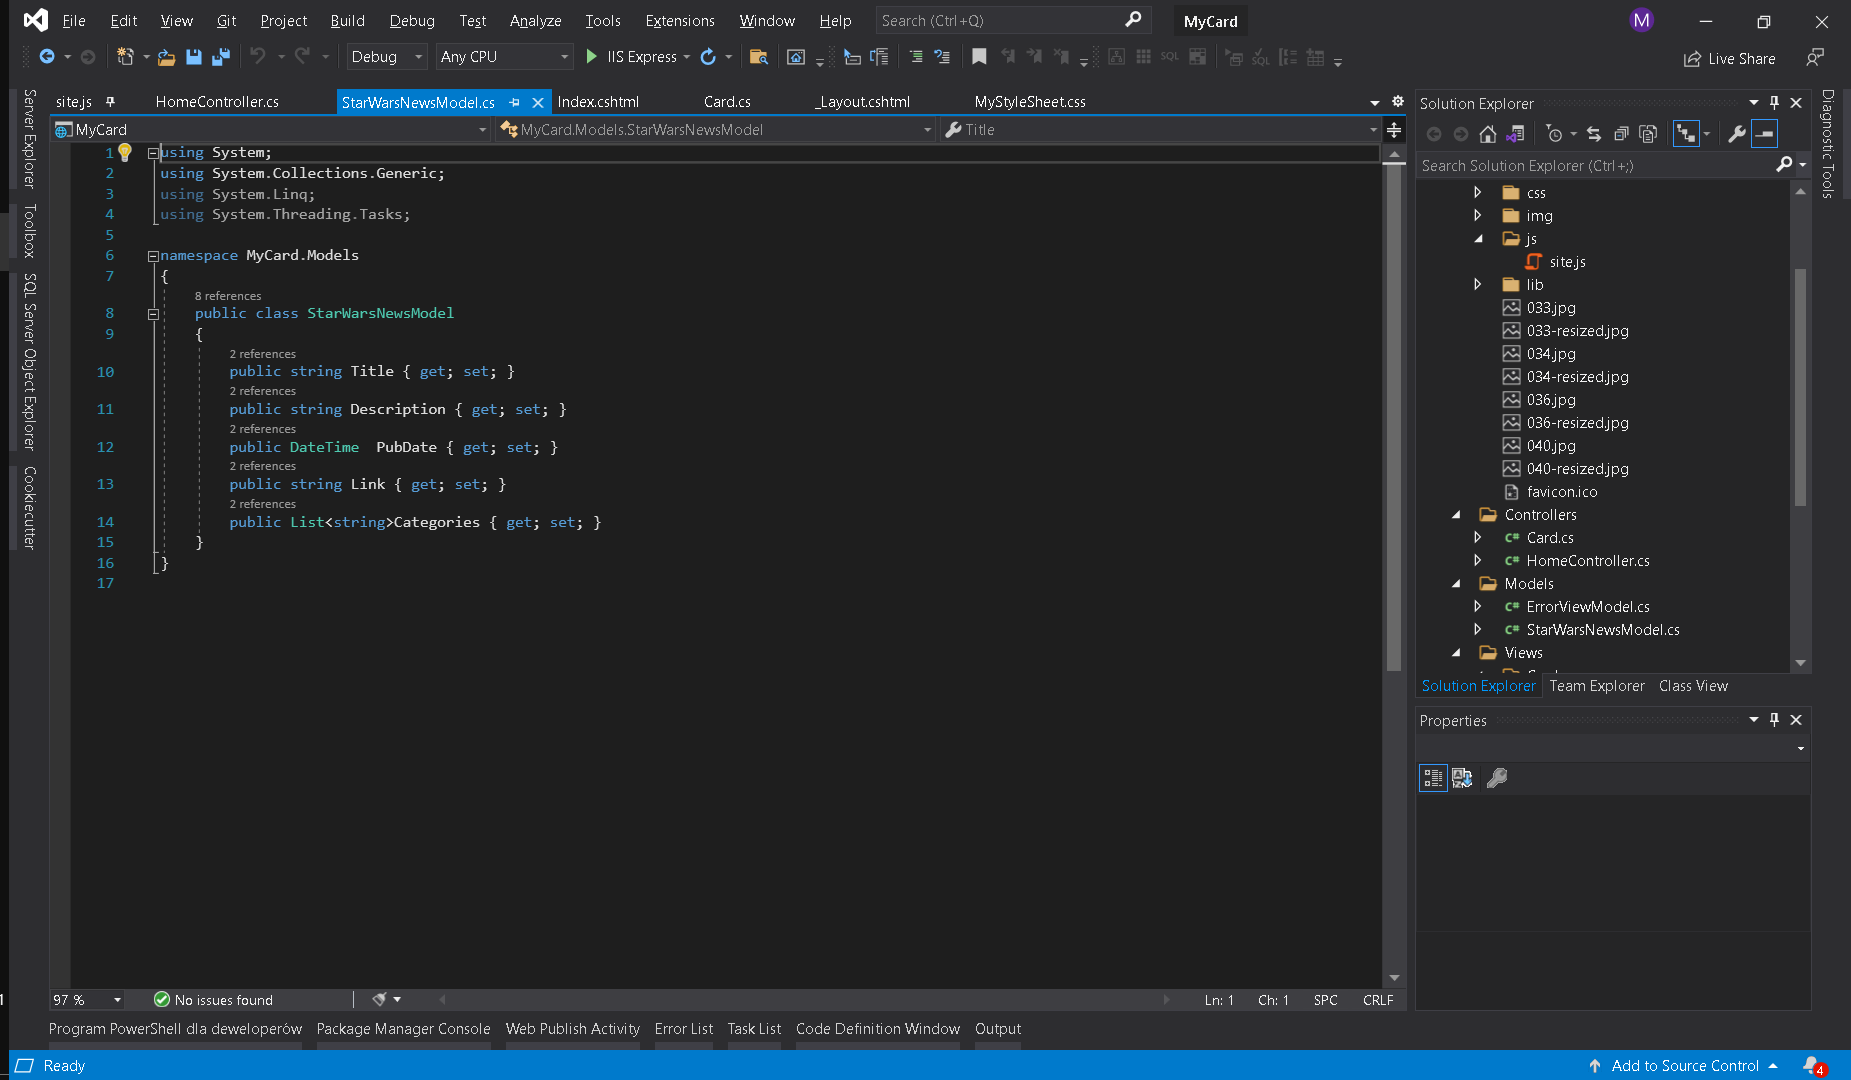 File Edit View Git Project Build Debug Test Analyze Tools Extensions Window Help Search (Ctrl+Q) MyCard M
Debug Any CPU IIS Express Live Share
site.js HomeController.cs StarWarsNewsModel.cs Index.cshtml Card.cs _Layout.cshtml MyStyleSheet.css
MyCard MyCard.Models.StarWarsNewsModel Title
1 using System;
2 using System.Collections.Generic;
3 using System.Linq;
4 using System.Threading.Tasks;
5
6 namespace MyCard.Models
7 {
8 references
8 public class StarWarsNewsModel
9 {
2 references
10 public string Title { get; set; }
2 references
11 public string Description { get; set; }
2 references
12 public DateTime  PubDate { get; set; }
2 references
13 public string Link { get; set; }
2 references
14 public List<string>Categories { get; set; }
15 }
16 }
17
97 % No issues found Ln: 1 Ch: 1 SPC CRLF
Server Explorer
Toolbox
SQL Server Object Explorer
Cookiecutter
Solution Explorer
Search Solution Explorer (Ctrl+;)
css
img
js
site.js
lib
033.jpg
033-resized.jpg
034.jpg
034-resized.jpg
036.jpg
036-resized.jpg
040.jpg
040-resized.jpg
favicon.ico
Controllers
C# Card.cs
C# HomeController.cs
Models
C# ErrorViewModel.cs
C# StarWarsNewsModel.cs
Views
Solution Explorer Team Explorer Class View
Properties
Diagnostic Tools
Program PowerShell dla deweloperów Package Manager Console Web Publish Activity Error List Task List Code Definition Window Output
Ready Add to Source Control 4